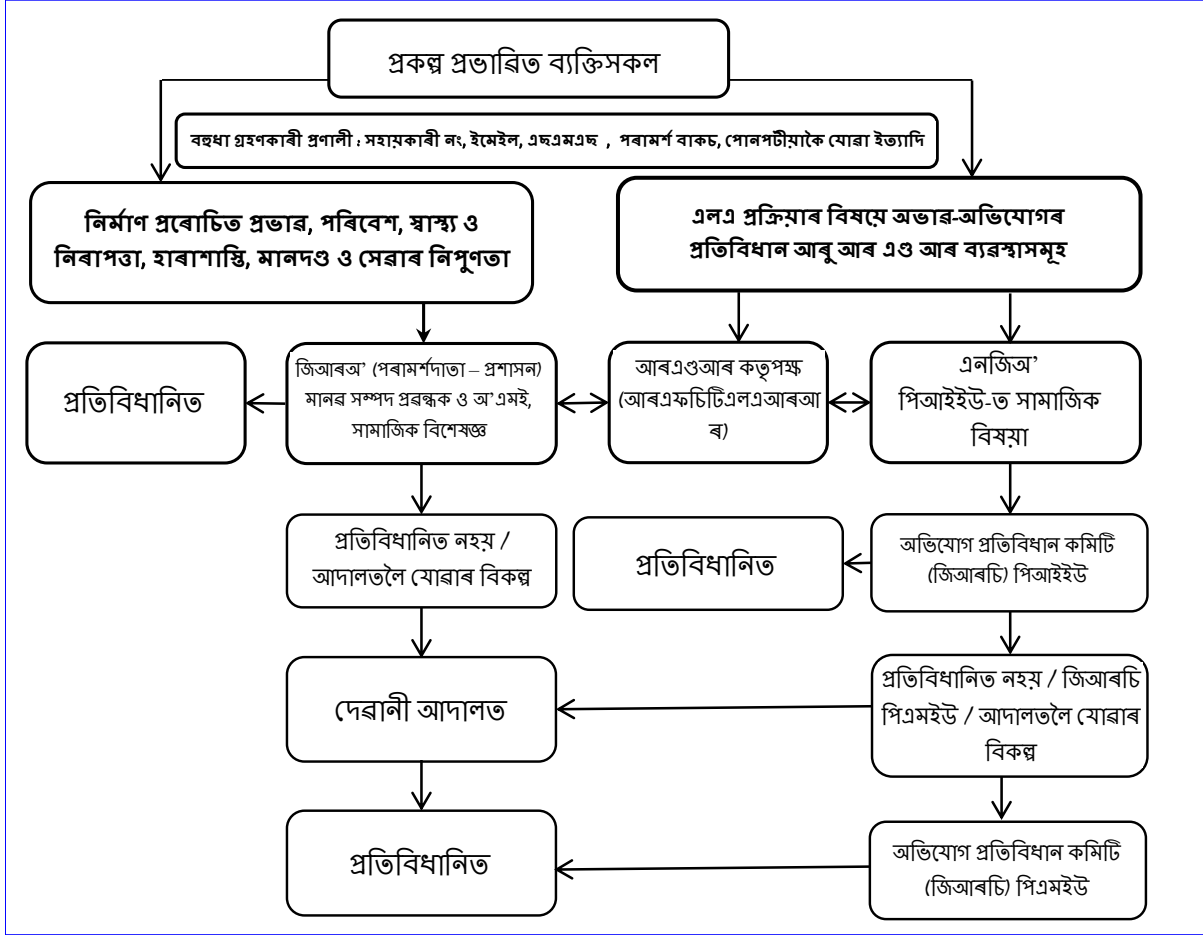 প্ৰকল্প প্ৰভাৱিত ব্যক্তিসকল
বহুধা গ্ৰহণকাৰী প্ৰণালী : সহায়কাৰী নং, ইমেইল, এছএমএছ , পৰামৰ্শ বাকচ, পোনপটীয়াকৈ যোৱা ইত্যাদি
নিৰ্মাণ প্ৰৰোচিত প্ৰভাৱ, পৰিবেশ, স্বাস্থ্য ও
নিৰাপত্তা, হাৰাশাস্তি, মানদণ্ড ও সেৱাৰ নিপুণতা
এলএ প্ৰক্ৰিয়াৰ বিষয়ে অভাৱ-অভিযোগৰ
প্ৰতিবিধান আৰু আৰ এণ্ড আৰ ব্যৱস্থাসমূহ
প্ৰতিবিধানিত
জিআৰঅ’ (পৰামৰ্শদাতা – প্ৰশাসন)
মানৱ সম্পদ প্ৰৱন্ধক ও অ’এমই,
সামাজিক বিশেষজ্ঞ
আৰএণ্ডআৰ কতৃপক্ষ
(আৰএফচিটিএলএআৰআ
ৰ)
এনজিঅ’
পিআইইউ-ত সামাজিক
বিষয়া
প্ৰতিবিধানিত নহয় /
আদালতলৈ যোৱাৰ বিকল্প
প্ৰতিবিধানিত
অভিযোগ প্ৰতিবিধান কমিটি
(জিআৰচি) পিআইইউ
দেৱানী আদালত
প্ৰতিবিধানিত নহয় / জিআৰচি
পিএমইউ / আদালতলৈ যোৱাৰ
বিকল্প
প্ৰতিবিধানিত
অভিযোগ প্ৰতিবিধান কমিটি
(জিআৰচি) পিএমইউ